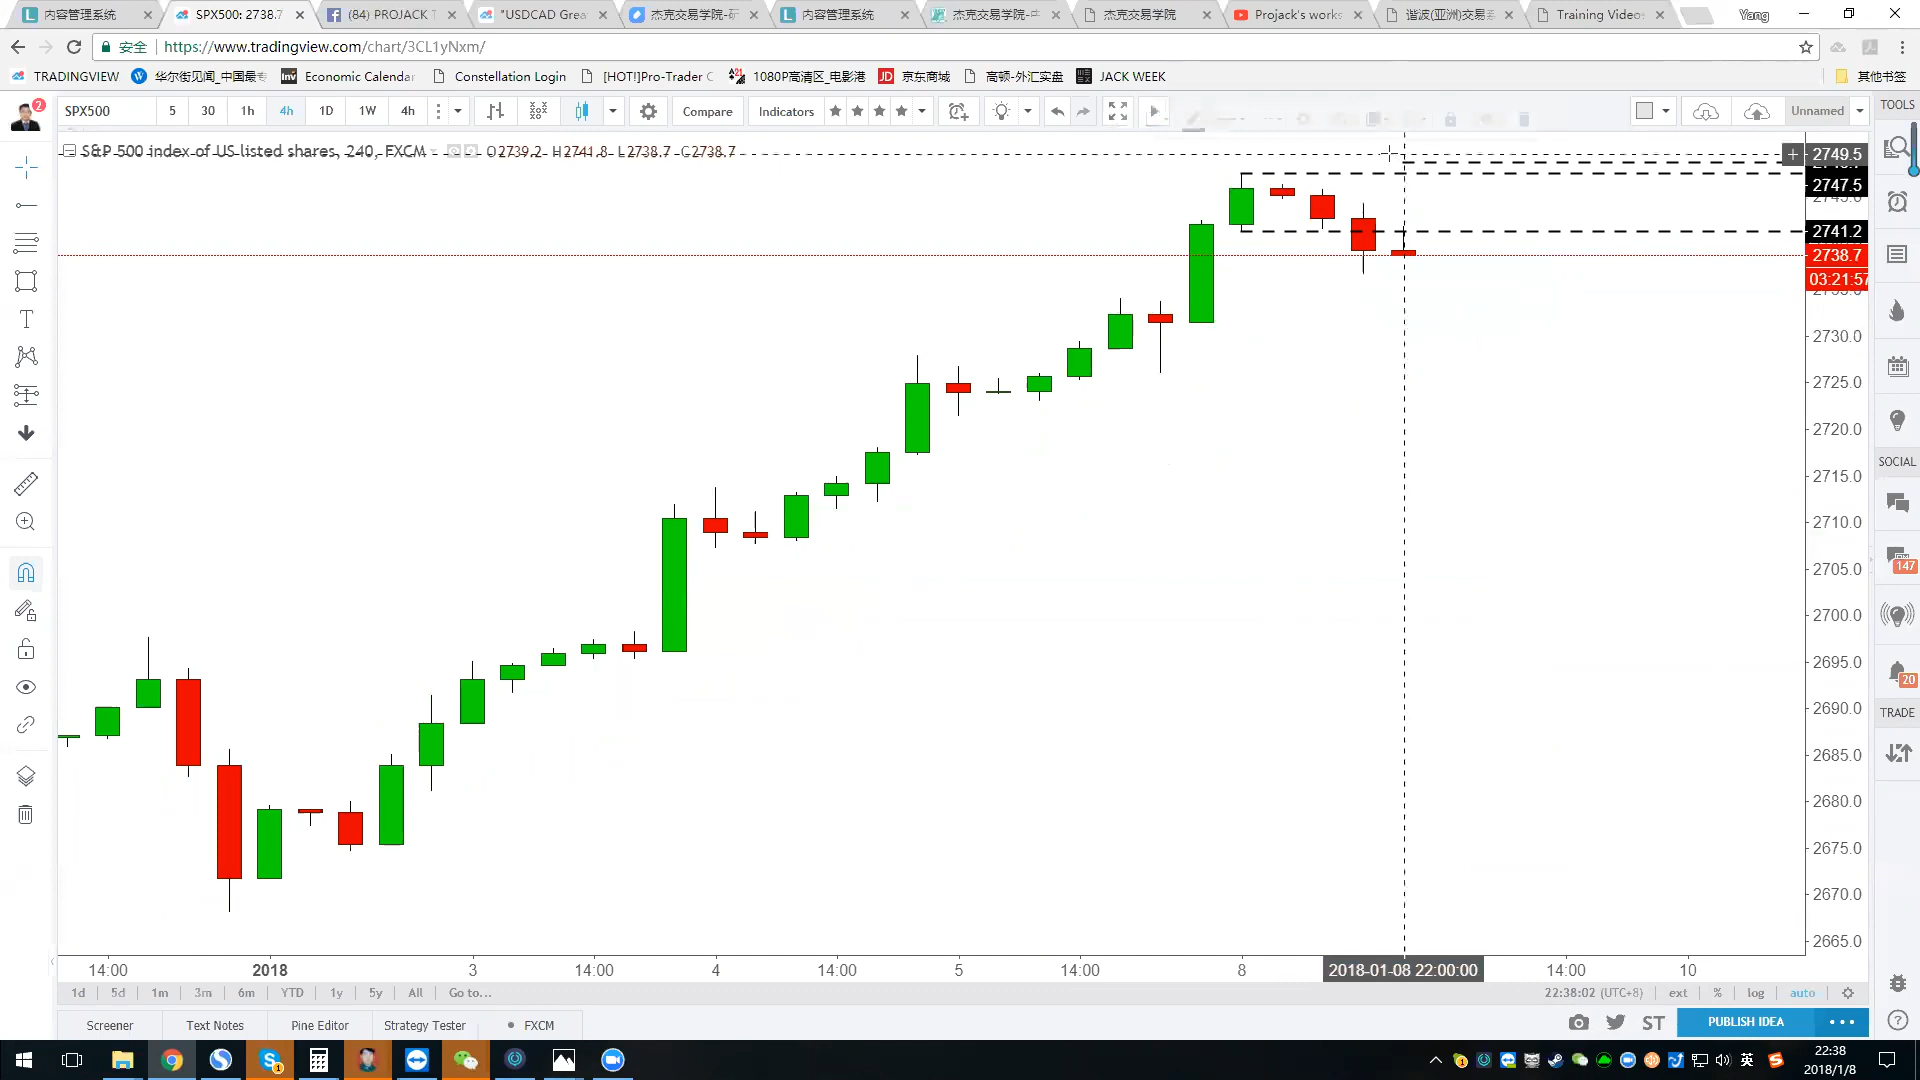 内容管理系统
SPX500: 2738.7
(84) PROJACK T
"USDCAD Grea
杰克交易学院-研
内容管理系统
杰克交易学院
Projack's works
谐波(亚洲)交易
Training Videos
Yang
安全
https://www.tradingview.com/chart/3CL1yNxm/
TRADINGVIEW
华尔街见闻_中国最专
Economic Calendar
Constellation Login
[HOT!]Pro-Trader C
1080P高清区_电影港
京东商城
高顿-外汇实盘
JACK WEEK
其他书签
2
SPX500
5
30
1h
4h
1D
1W
4h
Compare
Indicators
Unnamed
TOOLS
S&P 500 index of US listed shares, 240, FXCM
O2739.2 H2741.8 L2738.7 C2738.7
2749.5
2747.5
2741.2
2738.7
03:21:57
2730.0
2725.0
2720.0
2715.0
2710.0
2705.0
2700.0
2695.0
2690.0
2685.0
2680.0
2675.0
2670.0
2665.0
SOCIAL
147
20
TRADE
14:00
2018
3
14:00
4
14:00
5
14:00
8
2018-01-08 22:00:00
14:00
10
1d
5d
1m
3m
6m
YTD
1y
5y
All
Go to...
22:38:02 (UTC+8)
ext
%
log
auto
Screener
Text Notes
Pine Editor
Strategy Tester
FXCM
ST
PUBLISH IDEA
英
22:38
2018/1/8